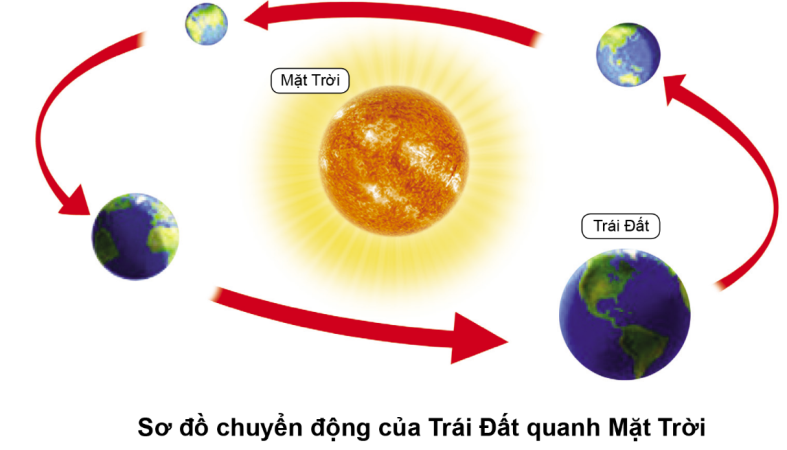 Mặt Trời
Trái Đất
Sơ đồ chuyển động của Trái Đất quanh Mặt Trời